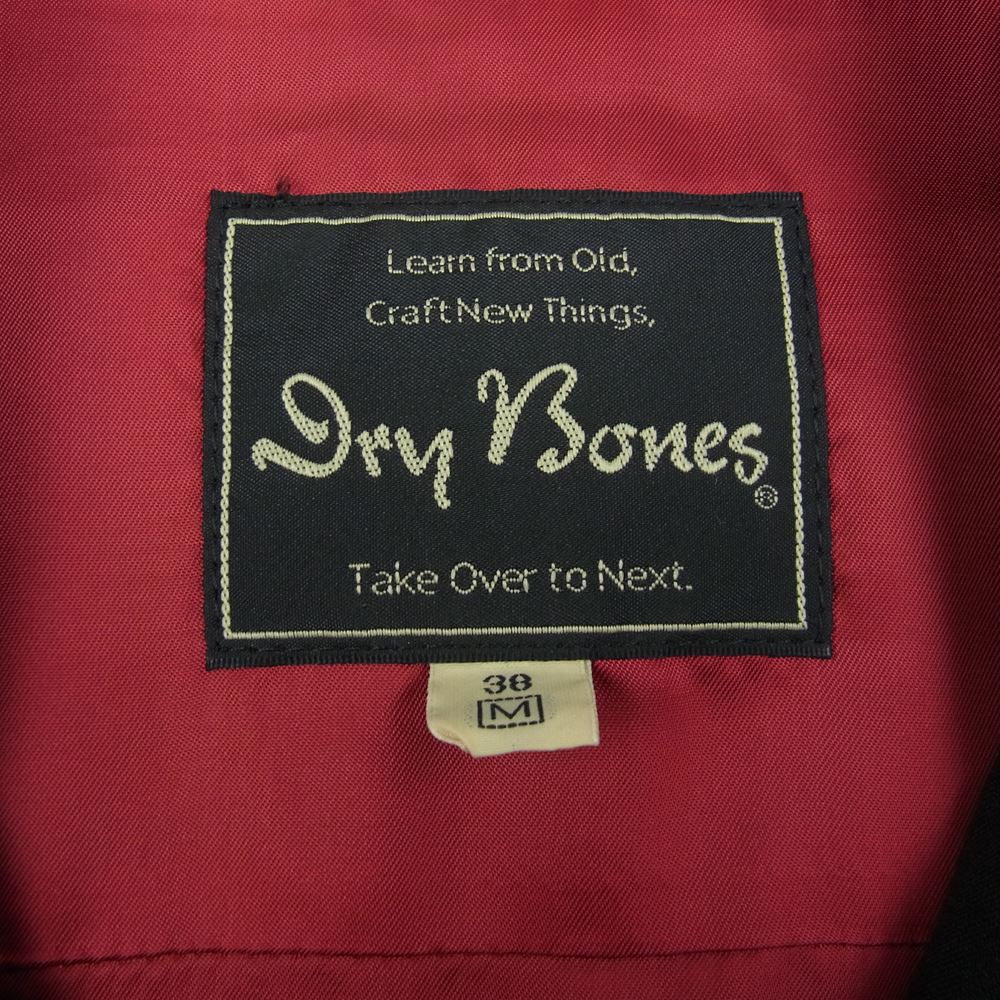 Learn from Old,
Craft New Things,
Dry Bones®
Take Over to Next.
38
M